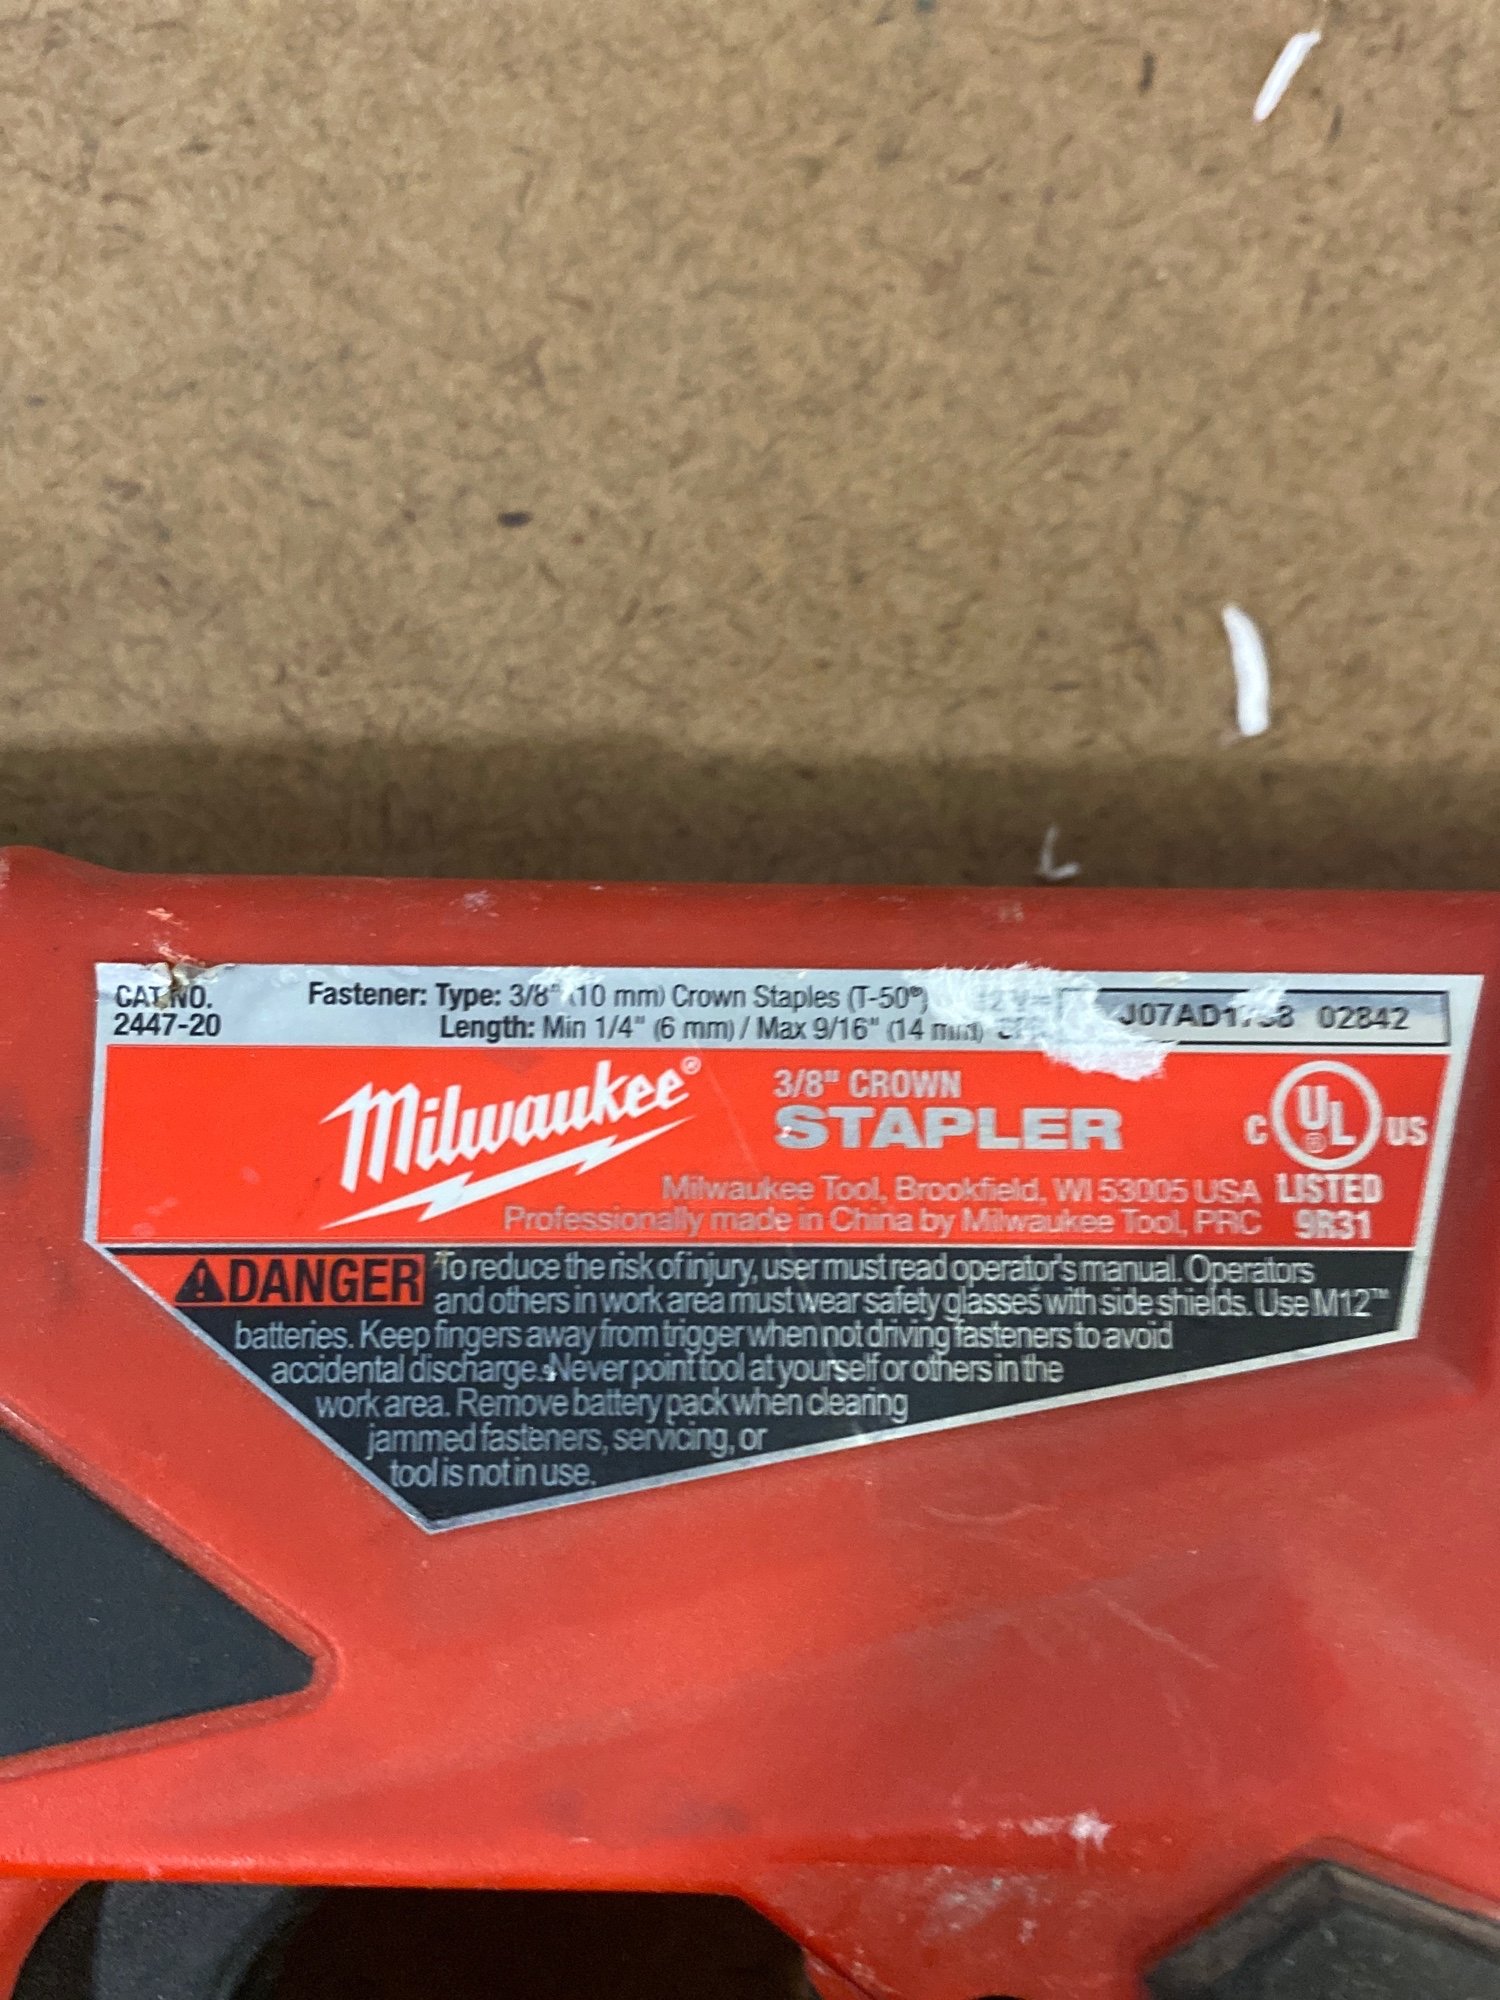 CAT. NO.
2447-20
Fastener: Type: 3/8" (10 mm) Crown Staples (T-50®) 12 V
Length: Min 1/4" (6 mm) / Max 9/16" (14 mm)
02842
Milwaukee®
3/8" CROWN
STAPLER
C UL® US
LISTED
9R31
Milwaukee Tool, Brookfield, WI 53005 USA
Professionally made in China by Milwaukee Tool, PRC
DANGER To reduce the risk of injury, user must read operator's manual. Operators
and others in work area must wear safety glasses with side shields. Use M12™
batteries. Keep fingers away from trigger when not driving fasteners to avoid
accidental discharge. Never point tool at yourself or others in the
work area. Remove battery pack when clearing
jammed fasteners, servicing, or
tool is not in use.